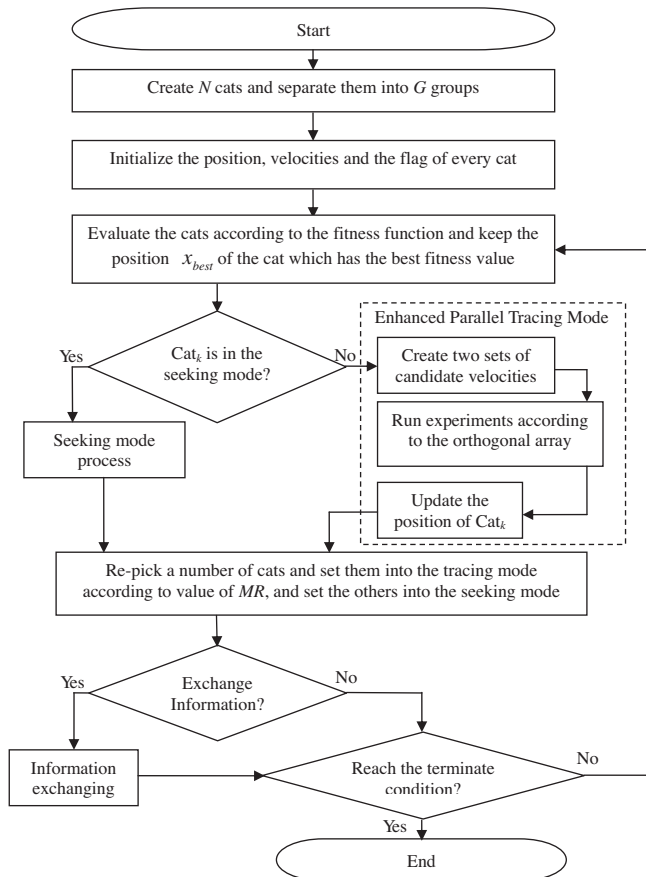 Start
Create N cats and separate them into G groups
Initialize the position, velocities and the flag of every cat
Evaluate the cats according to the fitness function and keep the
position x_best of the cat which has the best fitness value
Enhanced Parallel Tracing Mode
Yes
Cat_k is in the
seeking mode?
No
Create two sets of
candidate velocities
Run experiments according
to the orthogonal array
Seeking mode
process
Update the
position of Cat_k
Re-pick a number of cats and set them into the tracing mode
according to value of MR, and set the others into the seeking mode
Yes
Exchange
Information?
No
Information
exchanging
Reach the terminate
condition?
No
Yes
End